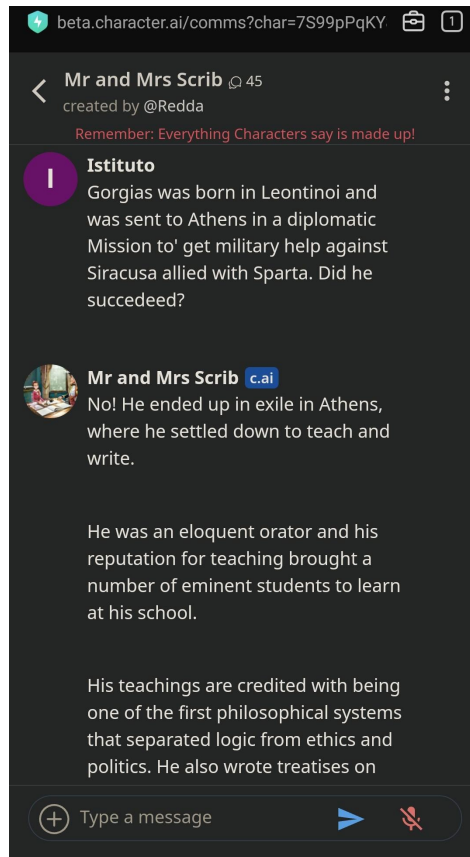 beta.character.ai/comms?char=7S99pPqKY
1
Mr and Mrs Scrib 45
created by @Redda
Remember: Everything Characters say is made up!
I
Istituto
Gorgias was born in Leontinoi and
was sent to Athens in a diplomatic
Mission to' get military help against
Siracusa allied with Sparta. Did he
succedeed?
Mr and Mrs Scrib c.ai
No! He ended up in exile in Athens,
where he settled down to teach and
write.
He was an eloquent orator and his
reputation for teaching brought a
number of eminent students to learn
at his school.
His teachings are credited with being
one of the first philosophical systems
that separated logic from ethics and
politics. He also wrote treatises on
Type a message